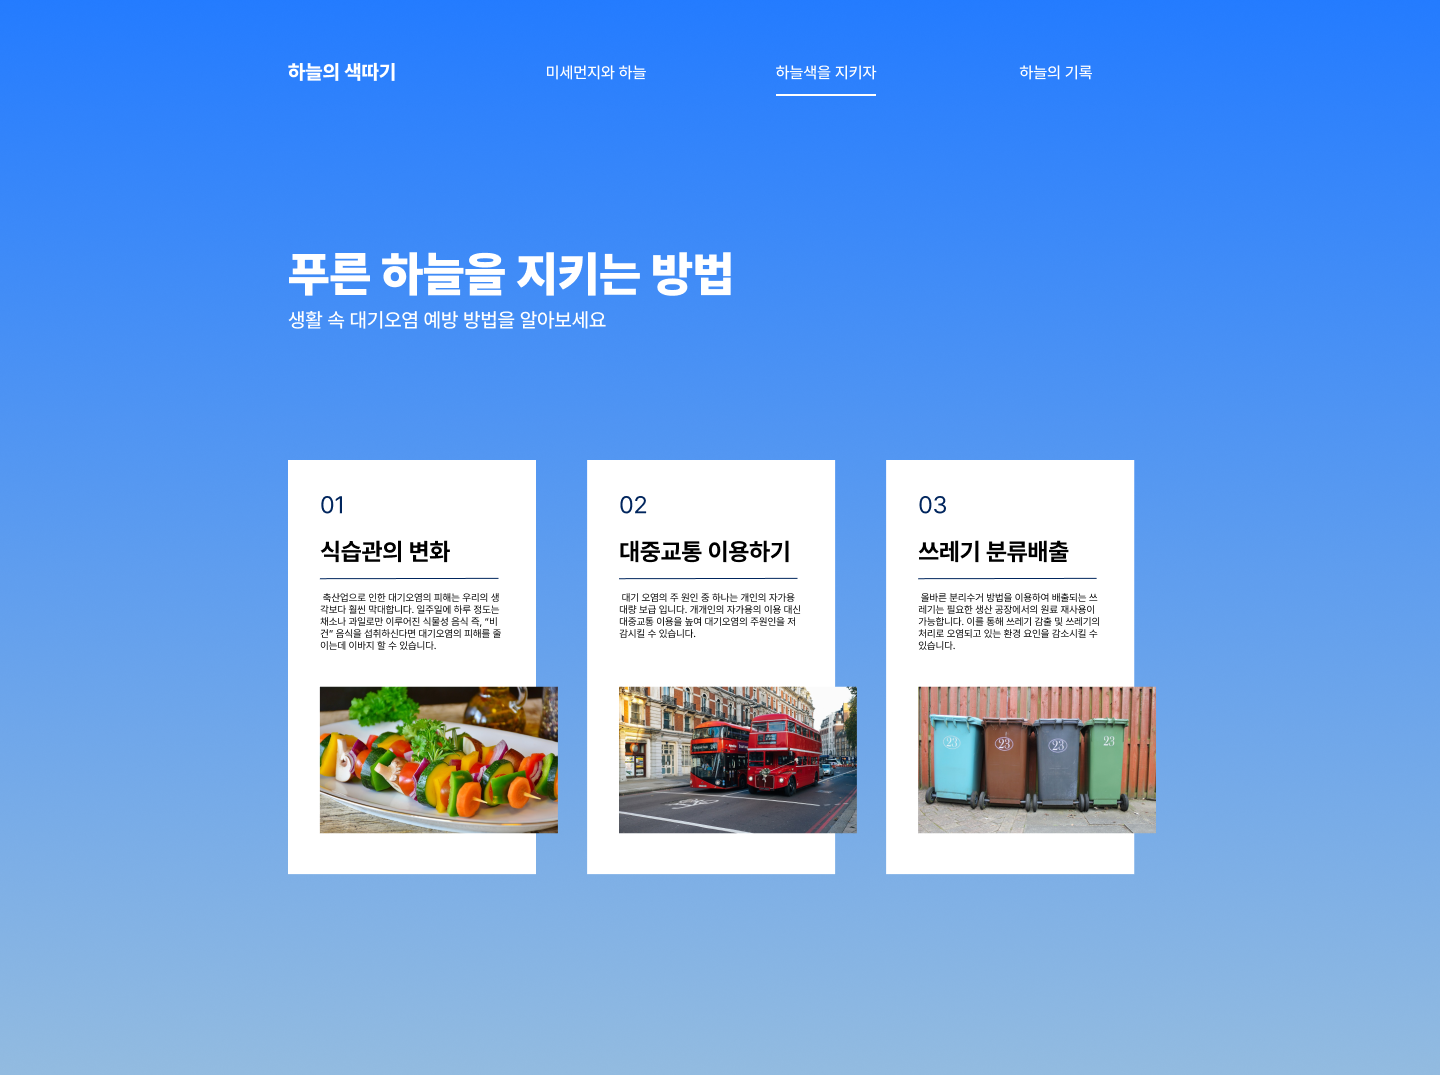 하늘의 색따기
미세먼지와 하늘
하늘색을 지키자
하늘의 기록
푸른 하늘을 지키는 방법
생활 속 대기오염 예방 방법을 알아보세요
01
식습관의 변화
축산업으로 인한 대기오염의 피해는 우리의 생
각보다 훨씬 막대합니다. 일주일에 하루 정도는
채소나 과일로만 이루어진 식물성 음식 즉, “비
건” 음식을 섭취하신다면 대기오염의 피해를 줄
이는데 이바지 할 수 있습니다.
02
대중교통 이용하기
대기 오염의 주 원인 중 하나는 개인의 자가용
대량 보급 입니다. 개개인의 자가용의 이용 대신
대중교통 이용을 높여 대기오염의 주원인을 저
감시킬 수 있습니다.
03
쓰레기 분류배출
올바른 분리수거 방법을 이용하여 배출되는 쓰
레기는 필요한 생산 공장에서의 원료 재사용이
가능합니다. 이를 통해 쓰레기 감출 및 쓰레기의
처리로 오염되고 있는 환경 요인을 감소시킬 수
있습니다.
23
23
23
23